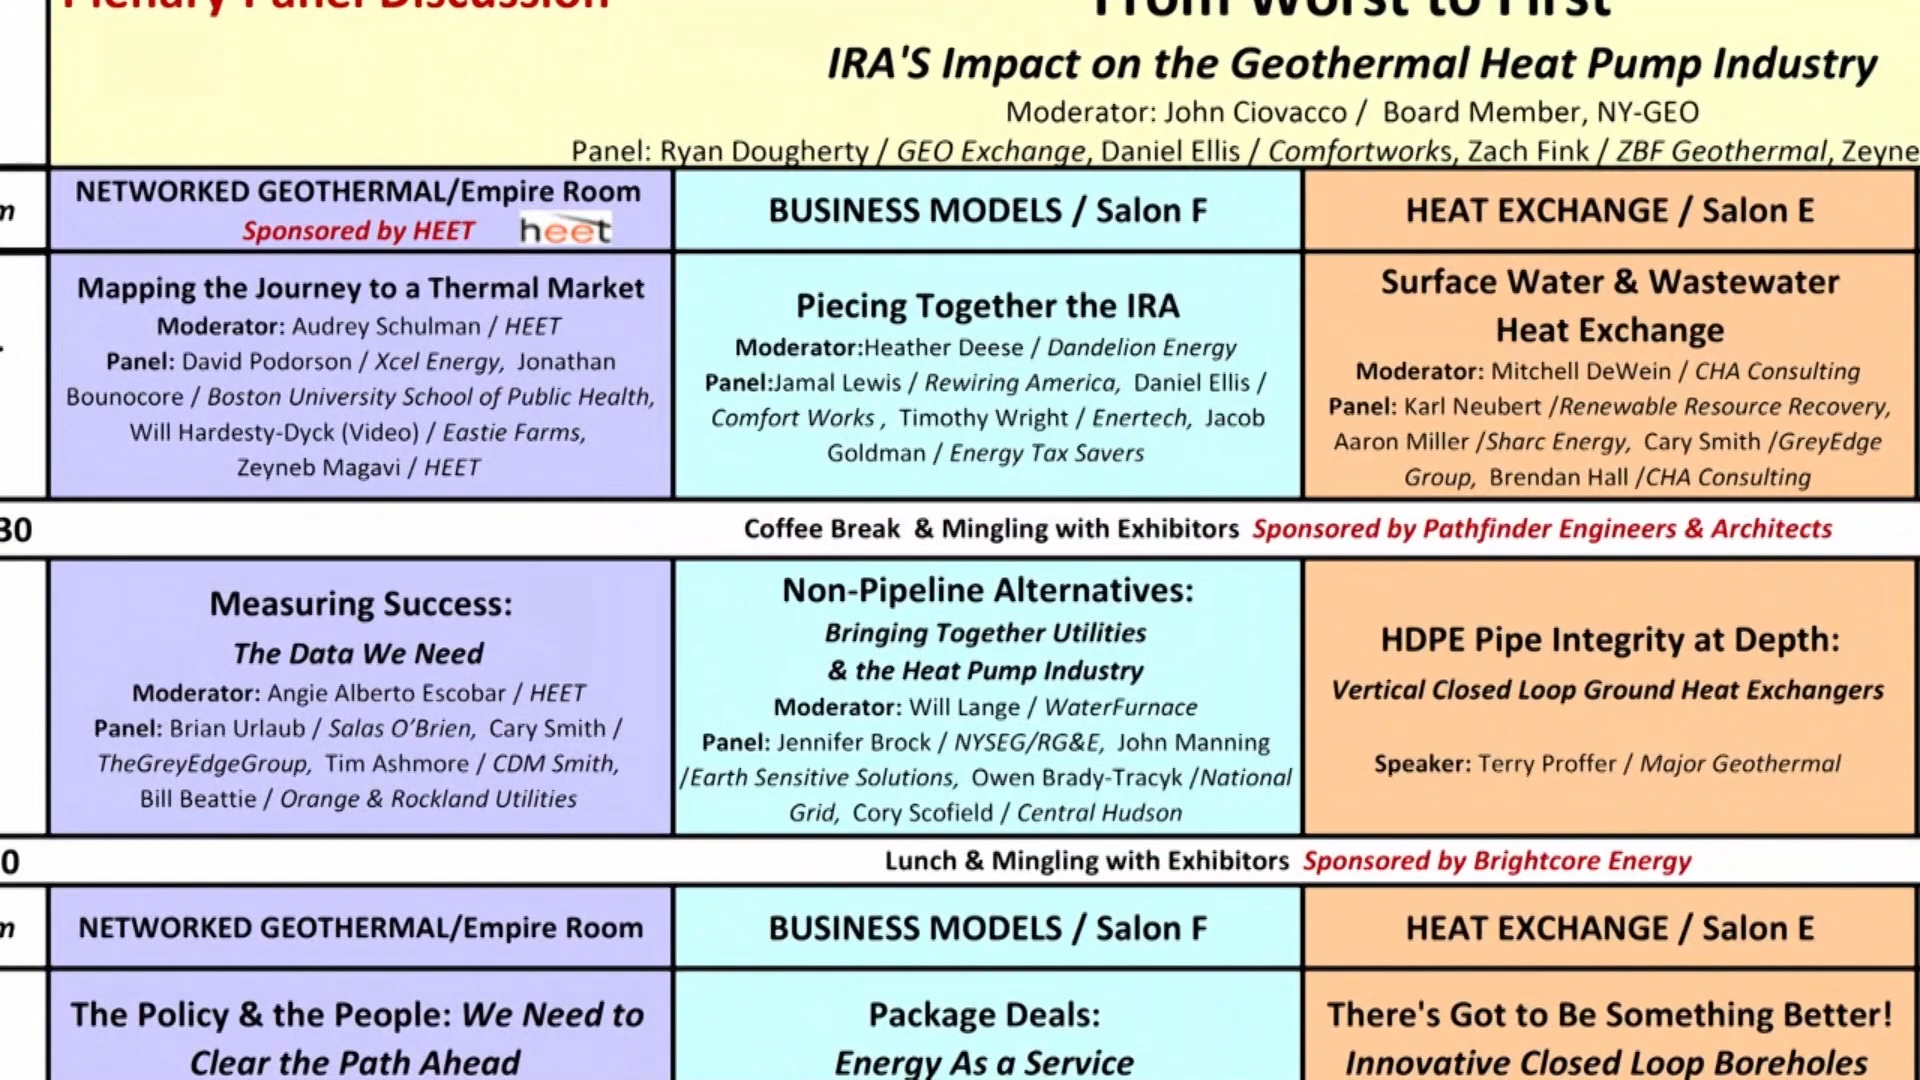 Plenary Panel Discussion
From Worst to First
IRA'S Impact on the Geothermal Heat Pump Industry
Moderator: John Ciovacco / Board Member, NY-GEO
Panel: Ryan Dougherty / GEO Exchange, Daniel Ellis / Comfortworks, Zach Fink / ZBF Geothermal, Zeyne
m
NETWORKED GEOTHERMAL/Empire Room
Sponsored by HEET
heet
BUSINESS MODELS / Salon F
HEAT EXCHANGE / Salon E
Mapping the Journey to a Thermal Market
Moderator: Audrey Schulman / HEET
Panel: David Podorson / Xcel Energy, Jonathan
Bounocore / Boston University School of Public Health,
Will Hardesty-Dyck (Video) / Eastie Farms,
Zeyneb Magavi / HEET
Piecing Together the IRA
Moderator:Heather Deese / Dandelion Energy
Panel:Jamal Lewis / Rewiring America, Daniel Ellis /
Comfort Works , Timothy Wright / Enertech, Jacob
Goldman / Energy Tax Savers
Surface Water & Wastewater
Heat Exchange
Moderator: Mitchell DeWein / CHA Consulting
Panel: Karl Neubert /Renewable Resource Recovery,
Aaron Miller /Sharc Energy, Cary Smith /GreyEdge
Group, Brendan Hall /CHA Consulting
30
Coffee Break & Mingling with Exhibitors Sponsored by Pathfinder Engineers & Architects
Measuring Success:
The Data We Need
Moderator: Angie Alberto Escobar / HEET
Panel: Brian Urlaub / Salas O’Brien, Cary Smith /
TheGreyEdgeGroup, Tim Ashmore / CDM Smith,
Bill Beattie / Orange & Rockland Utilities
Non-Pipeline Alternatives:
Bringing Together Utilities
& the Heat Pump Industry
Moderator: Will Lange / WaterFurnace
Panel: Jennifer Brock / NYSEG/RG&E, John Manning
/Earth Sensitive Solutions, Owen Brady-Tracyk /National
Grid, Cory Scofield / Central Hudson
HDPE Pipe Integrity at Depth:
Vertical Closed Loop Ground Heat Exchangers
Speaker: Terry Proffer / Major Geothermal
0
Lunch & Mingling with Exhibitors Sponsored by Brightcore Energy
m
NETWORKED GEOTHERMAL/Empire Room
BUSINESS MODELS / Salon F
HEAT EXCHANGE / Salon E
The Policy & the People: We Need to
Clear the Path Ahead
Package Deals:
Energy As a Service
There's Got to Be Something Better!
Innovative Closed Loop Boreholes